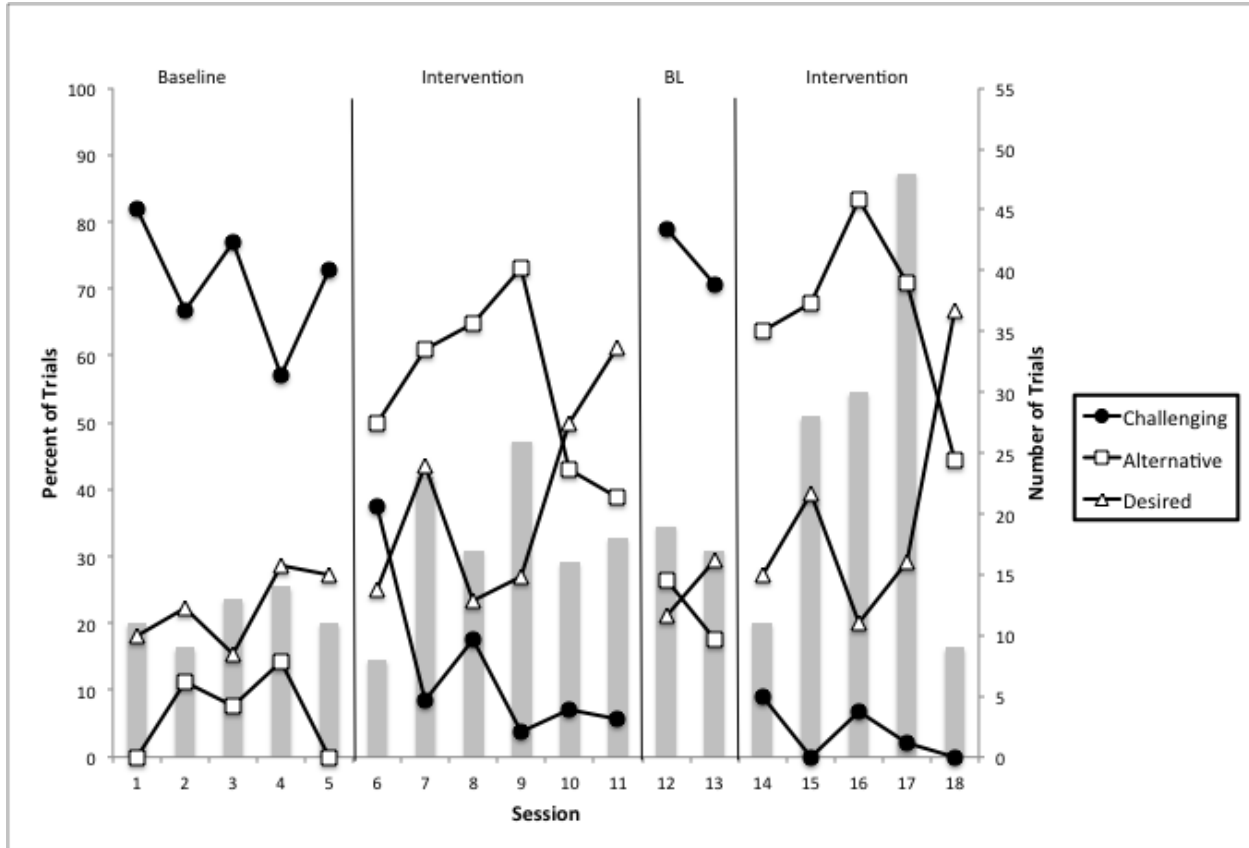 Baseline Intervention BL Intervention
100 55
90 50
80 45
70 40
60 35
50 30
40 25
30 20
20 15
10 10
0 5
0
Percent of Trials
Number of Trials
1 2 3 4 5 6 7 8 9 10 11 12 13 14 15 16 17 18
Session
Challenging
Alternative
Desired